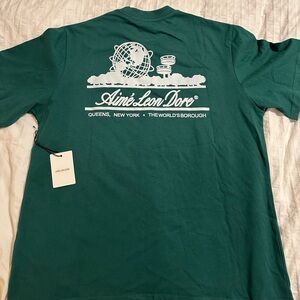 Aimé Leon Dore®
QUEENS, NEW YORK • THE WORLD'S BOROUGH